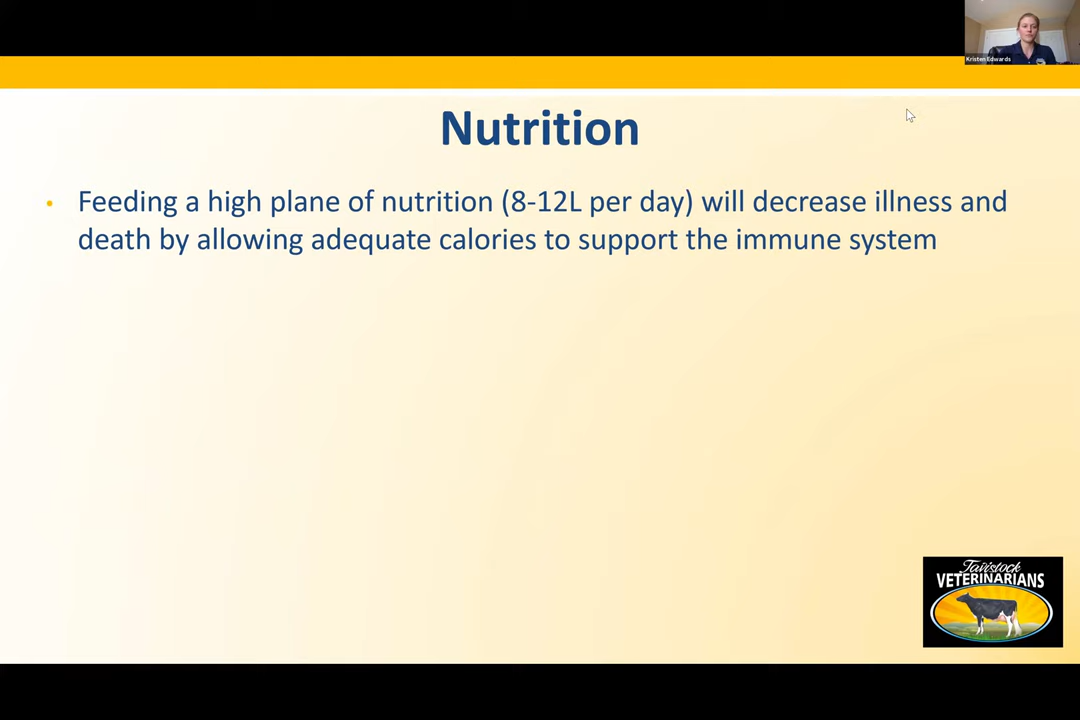 Kristen Edwards
Nutrition
• Feeding a high plane of nutrition (8-12L per day) will decrease illness and
death by allowing adequate calories to support the immune system
Tavistock
VETERINARIANS